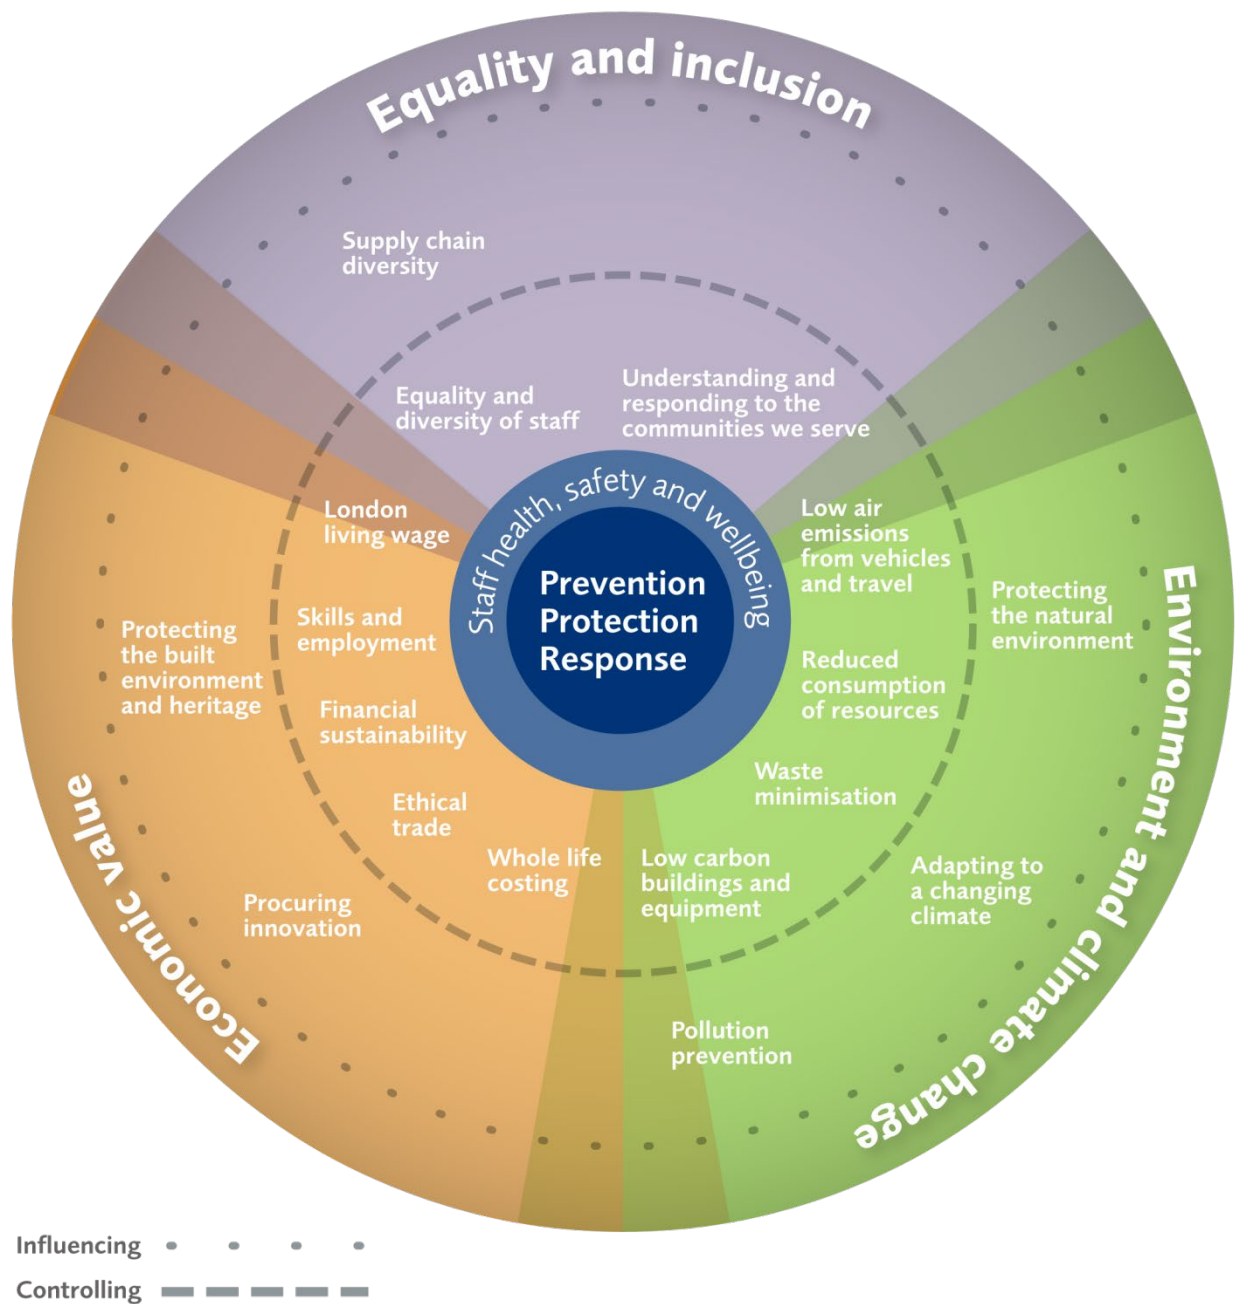 Equality and inclusion
Supply chain
diversity
Equality and
diversity of staff
Understanding and
responding to the
communities we serve
Staff health, safety and wellbeing
Prevention
Protection
Response
London
living wage
Skills and
employment
Financial
sustainability
Ethical
trade
Whole life
costing
Protecting
the built
environment
and heritage
Procuring
innovation
Economic value
Low air
emissions
from vehicles
and travel
Reduced
consumption
of resources
Waste
minimisation
Low carbon
buildings and
equipment
Protecting
the natural
environment
Adapting to
a changing
climate
Pollution
prevention
Environment and climate change
Influencing
Controlling